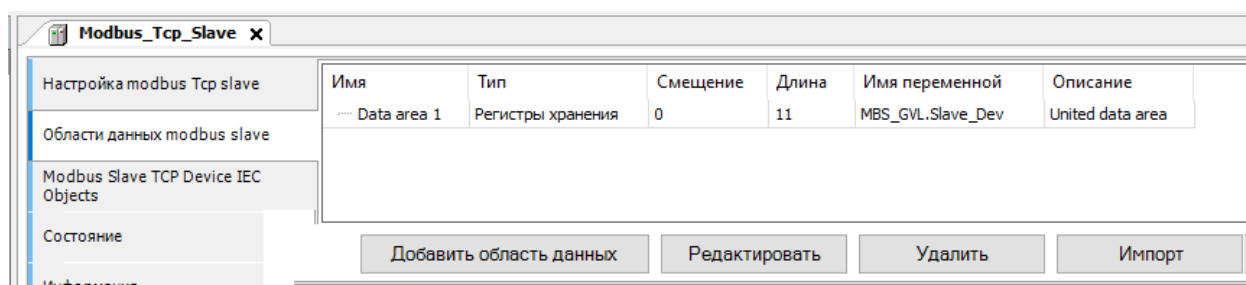 Modbus_Tcp_Slave x
Настройка modbus Tcp slave
Области данных modbus slave
Modbus Slave TCP Device IEC
Objects
Состояние
Имя Тип Смещение Длина Имя переменной Описание
Data area 1 Регистры хранения 0 11 MBS_GVL.Slave_Dev United data area
Добавить область данных Редактировать Удалить Импорт